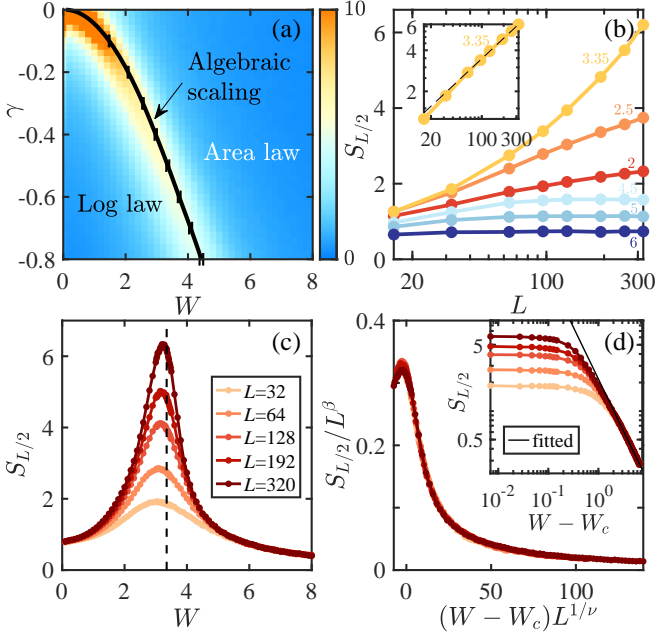 (a)
0
-0.2
-0.4
-0.6
-0.8
γ
0 2 4 6 8
W
Algebraic
scaling
Area law
Log law
10
0
(b)
6
4
2
0
S_{L/2}
20 100 300
L
3.35
2.5
2
4.5
5
6
6
4
2
20 100 300
3.35
(c)
6
4
2
0
S_{L/2}
0 2 4 6 8
W
L=32
L=64
L=128
L=192
L=320
(d)
0.4
0.2
0
S_{L/2}/L^β
0 50 100
(W − W_c)L^{1/ν}
5
0.5
S_{L/2}
fitted
10^{-2} 10^{-1} 10^0
W − W_c